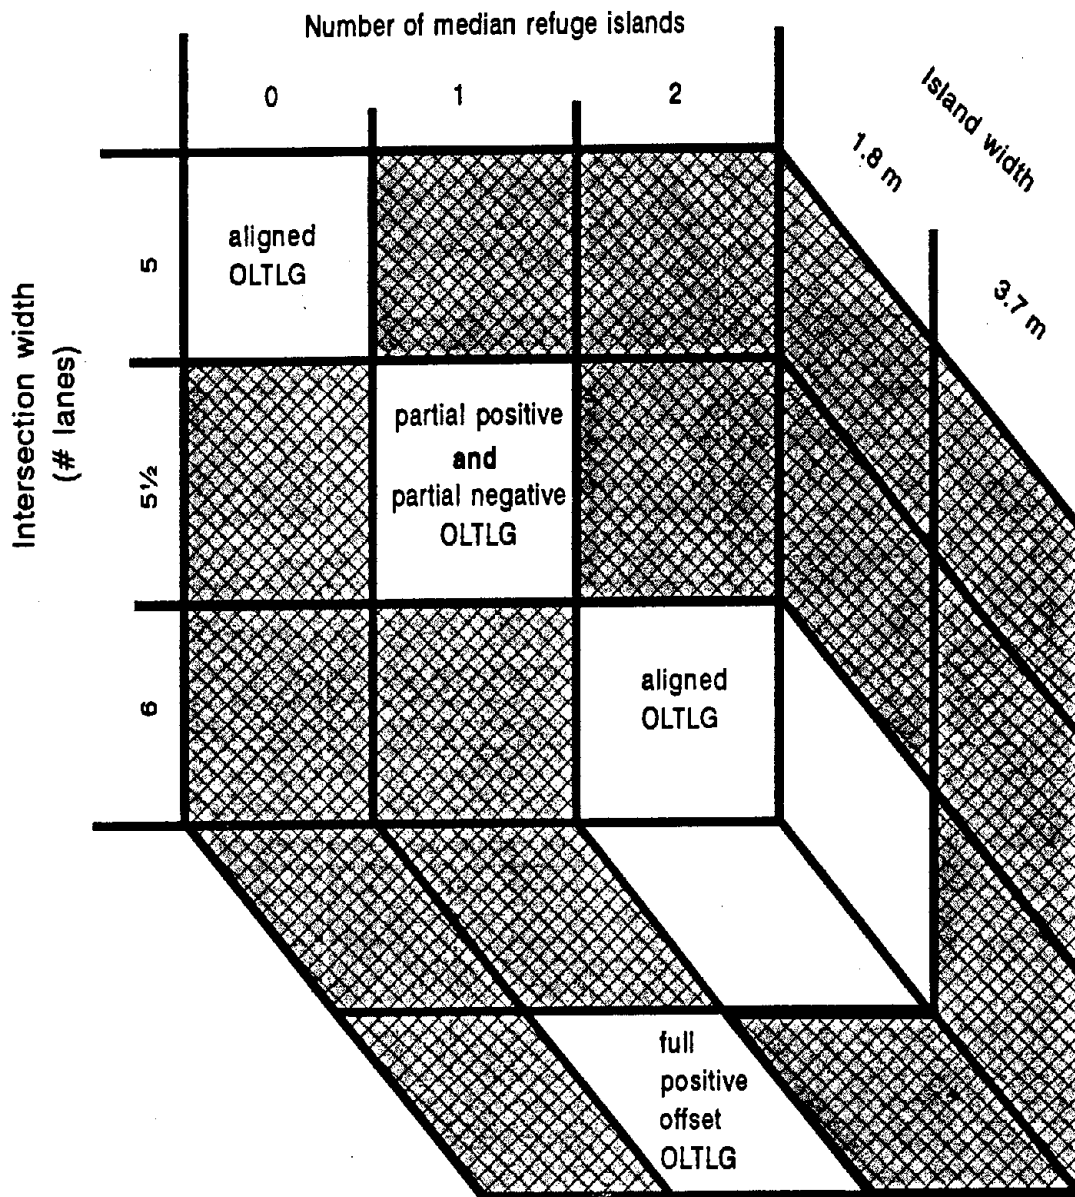 Number of median refuge islands
0
1
2
Island width
1.8 m
3.7 m
Intersection width
(# lanes)
5
5½
6
aligned
OLTLG
partial positive
and
partial negative
OLTLG
aligned
OLTLG
full
positive
offset
OLTLG